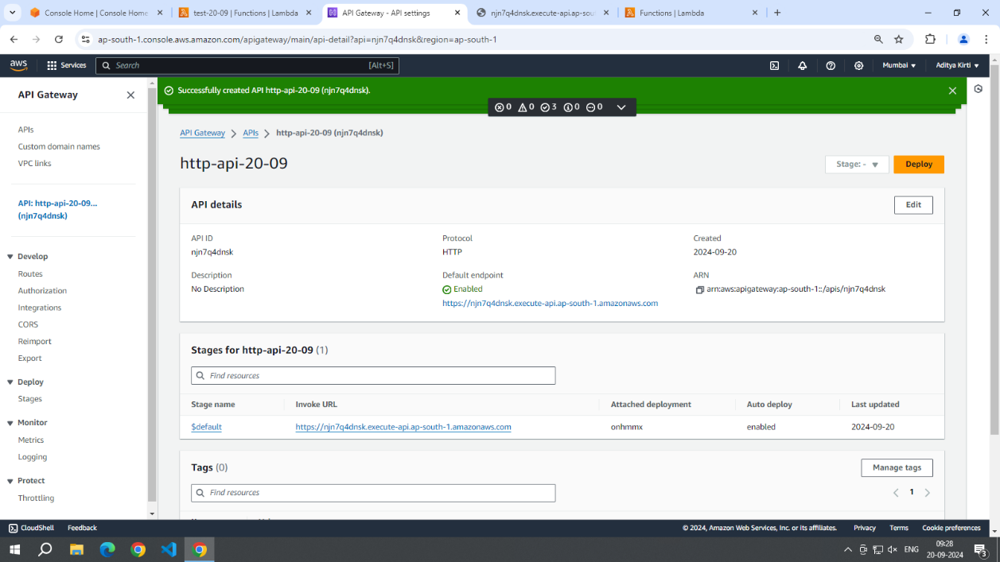 Console Home | Console Home
test-20-09 | Functions | Lambda
API Gateway - API settings
njn7q4dnsk.execute-api.ap-sou
Functions | Lambda
ap-south-1.console.aws.amazon.com/apigateway/main/api-detail?api=njn7q4dnsk&region=ap-south-1
aws
Services
Search
[Alt+S]
Mumbai
Aditya Kirti
API Gateway
Successfully created API http-api-20-09 (njn7q4dnsk).
0 0 3 0 0
APIs
Custom domain names
VPC links
API: http-api-20-09...
(njn7q4dnsk)
Develop
Routes
Authorization
Integrations
CORS
Reimport
Export
Deploy
Stages
Monitor
Metrics
Logging
Protect
Throttling
API Gateway
APIs
http-api-20-09 (njn7q4dnsk)
http-api-20-09
Stage: -
Deploy
API details
Edit
API ID
njn7q4dnsk
Protocol
HTTP
Created
2024-09-20
Description
No Description
Default endpoint
Enabled
https://njn7q4dnsk.execute-api.ap-south-1.amazonaws.com
ARN
arn:aws:apigateway:ap-south-1::/apis/njn7q4dnsk
Stages for http-api-20-09 (1)
Find resources
Stage name
Invoke URL
Attached deployment
Auto deploy
Last updated
$default
https://njn7q4dnsk.execute-api.ap-south-1.amazonaws.com
onhmmx
enabled
2024-09-20
Tags (0)
Manage tags
Find resources
1
CloudShell
Feedback
© 2024, Amazon Web Services, Inc. or its affiliates.
Privacy
Terms
Cookie preferences
ENG
09:28
20-09-2024
3